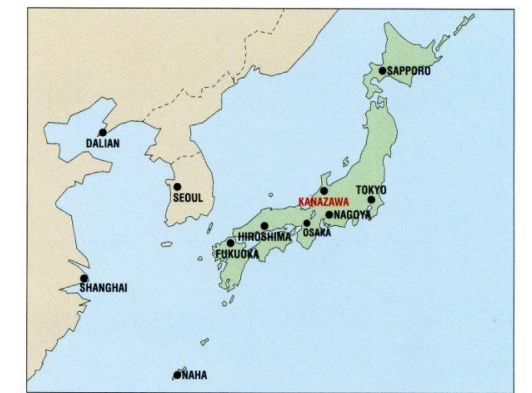 SAPPORO
DALIAN
SEOUL
TOKYO
KANAZAWA
NAGOYA
OSAKA
HIROSHIMA
FUKUOKA
SHANGHAI
NAHA